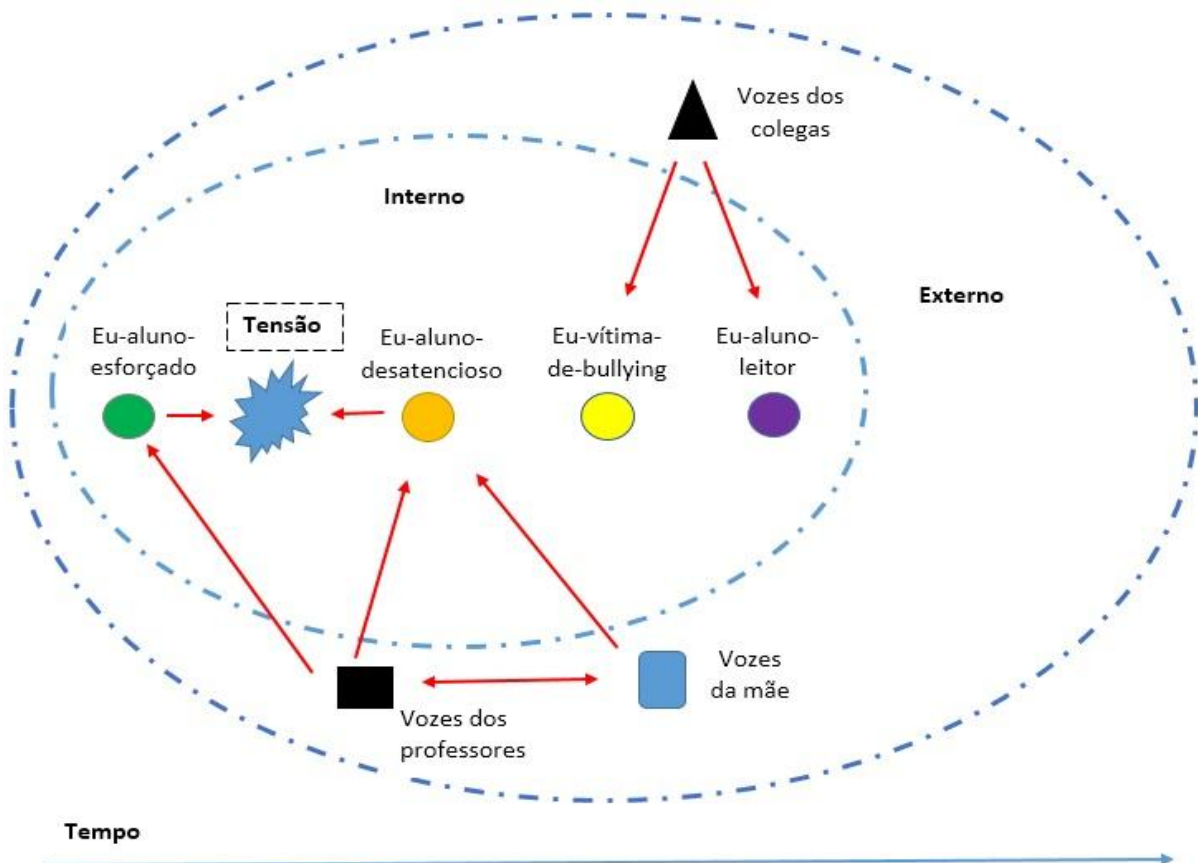 Vozes dos
colegas
Interno
Externo
Tensão
Eu-aluno-
esforçado
Eu-aluno-
desatencioso
Eu-vítima-
de-bullying
Eu-aluno-
leitor
Vozes
da mãe
Vozes dos
professores
Tempo